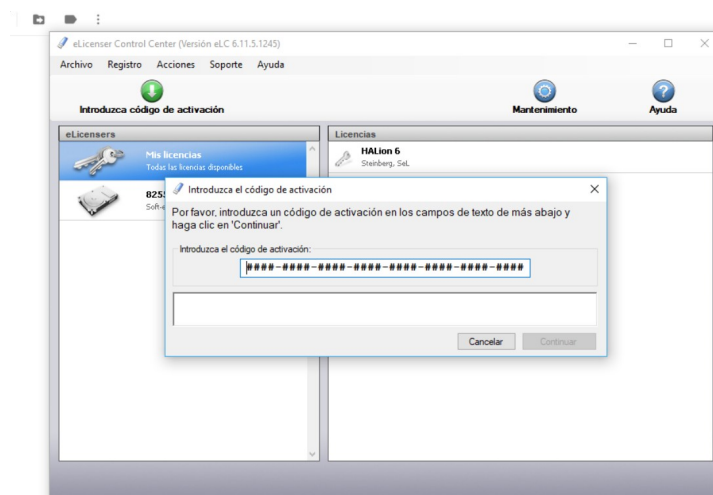 eLicenser Control Center (Versión eLC 6.11.5.1245)
Archivo Registro Acciones Soporte Ayuda
Introduzca código de activación
Mantenimiento
Ayuda
eLicensers
Mis licencias
Todas las licencias disponibles
Soft-e
Licencias
HALion 6
Steinberg, SeL
Introduzca el código de activación
Por favor, introduzca un código de activación en los campos de texto de más abajo y
haga clic en 'Continuar'.
Introduzca el código de activación:
####-####-####-####-####-####-####-####
Cancelar Continuar